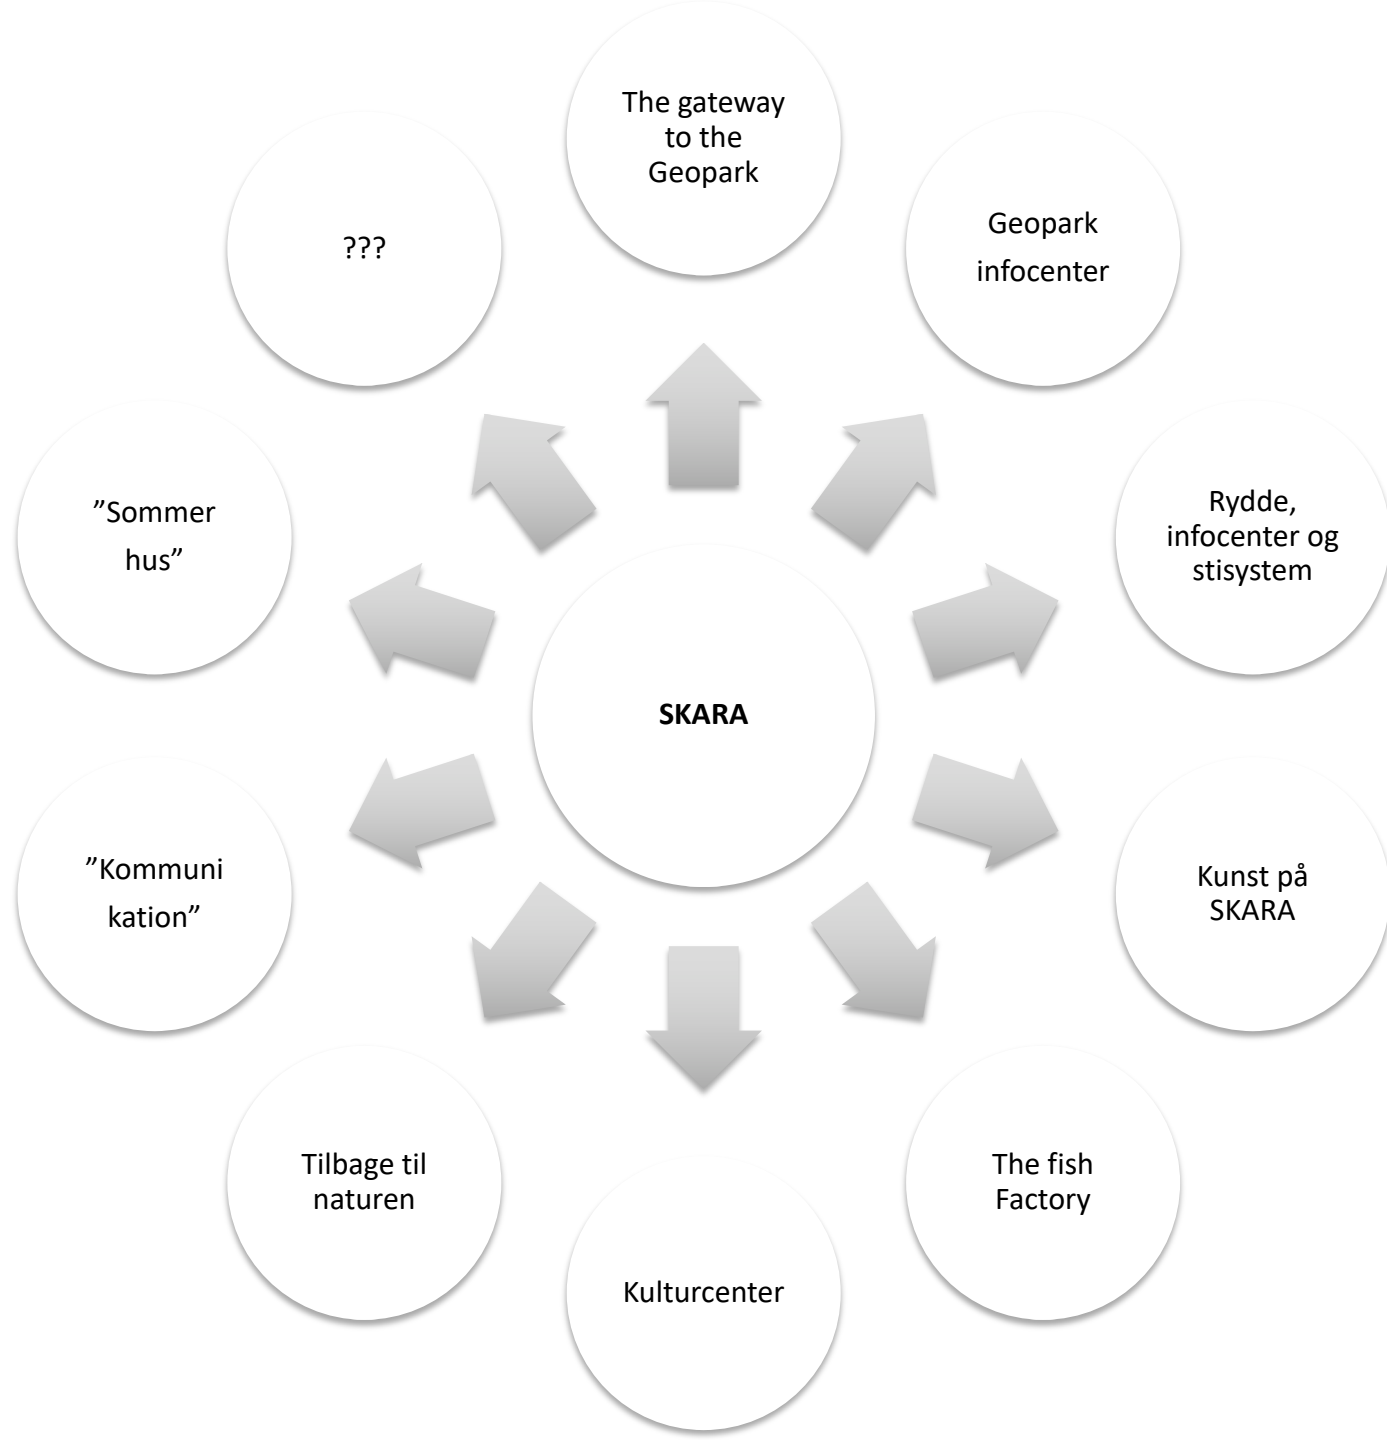 The gateway
to the
Geopark
Geopark
infocenter
Rydde,
infocenter og
stisystem
Kunst på
SKARA
The fish
Factory
Kulturcenter
Tilbage til
naturen
”Kommuni
kation”
”Sommer
hus”
???
SKARA